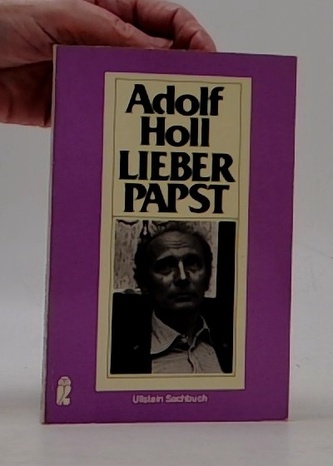 Adolf
Holl
LIEBER
PAPST
Ullstein Sachbuch